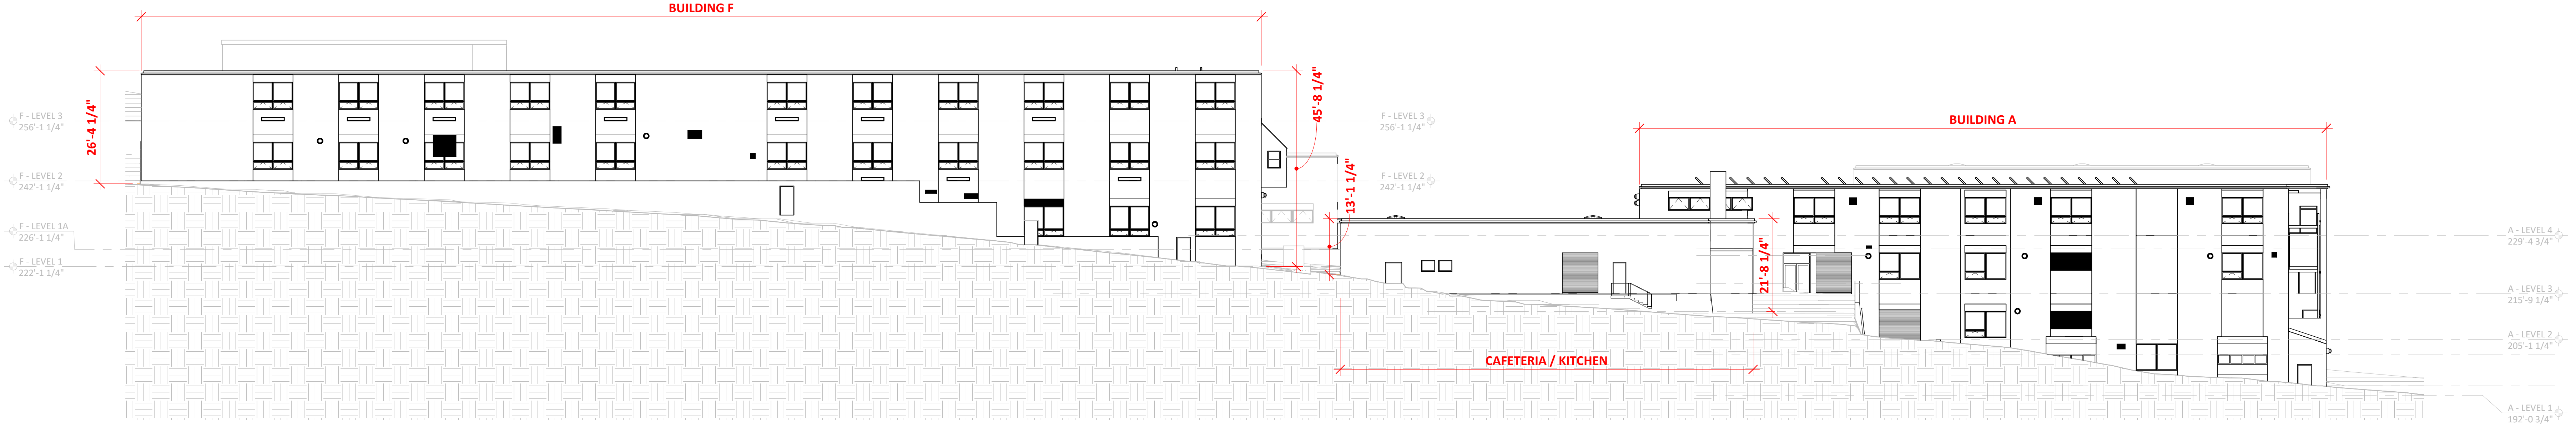 BUILDING F
26'-4 1/4"
F - LEVEL 3
256'-1 1/4"
F - LEVEL 2
242'-1 1/4"
F - LEVEL 1A
226'-1 1/4"
F - LEVEL 1
222'-1 1/4"
45'-8 1/4"
13'-1 1/4"
F - LEVEL 3
256'-1 1/4"
F - LEVEL 2
242'-1 1/4"
CAFETERIA / KITCHEN
21'-8 1/4"
BUILDING A
A - LEVEL 4
229'-4 3/4"
A - LEVEL 3
215'-9 1/4"
A - LEVEL 2
205'-1 1/4"
A - LEVEL 1
192'-0 3/4"